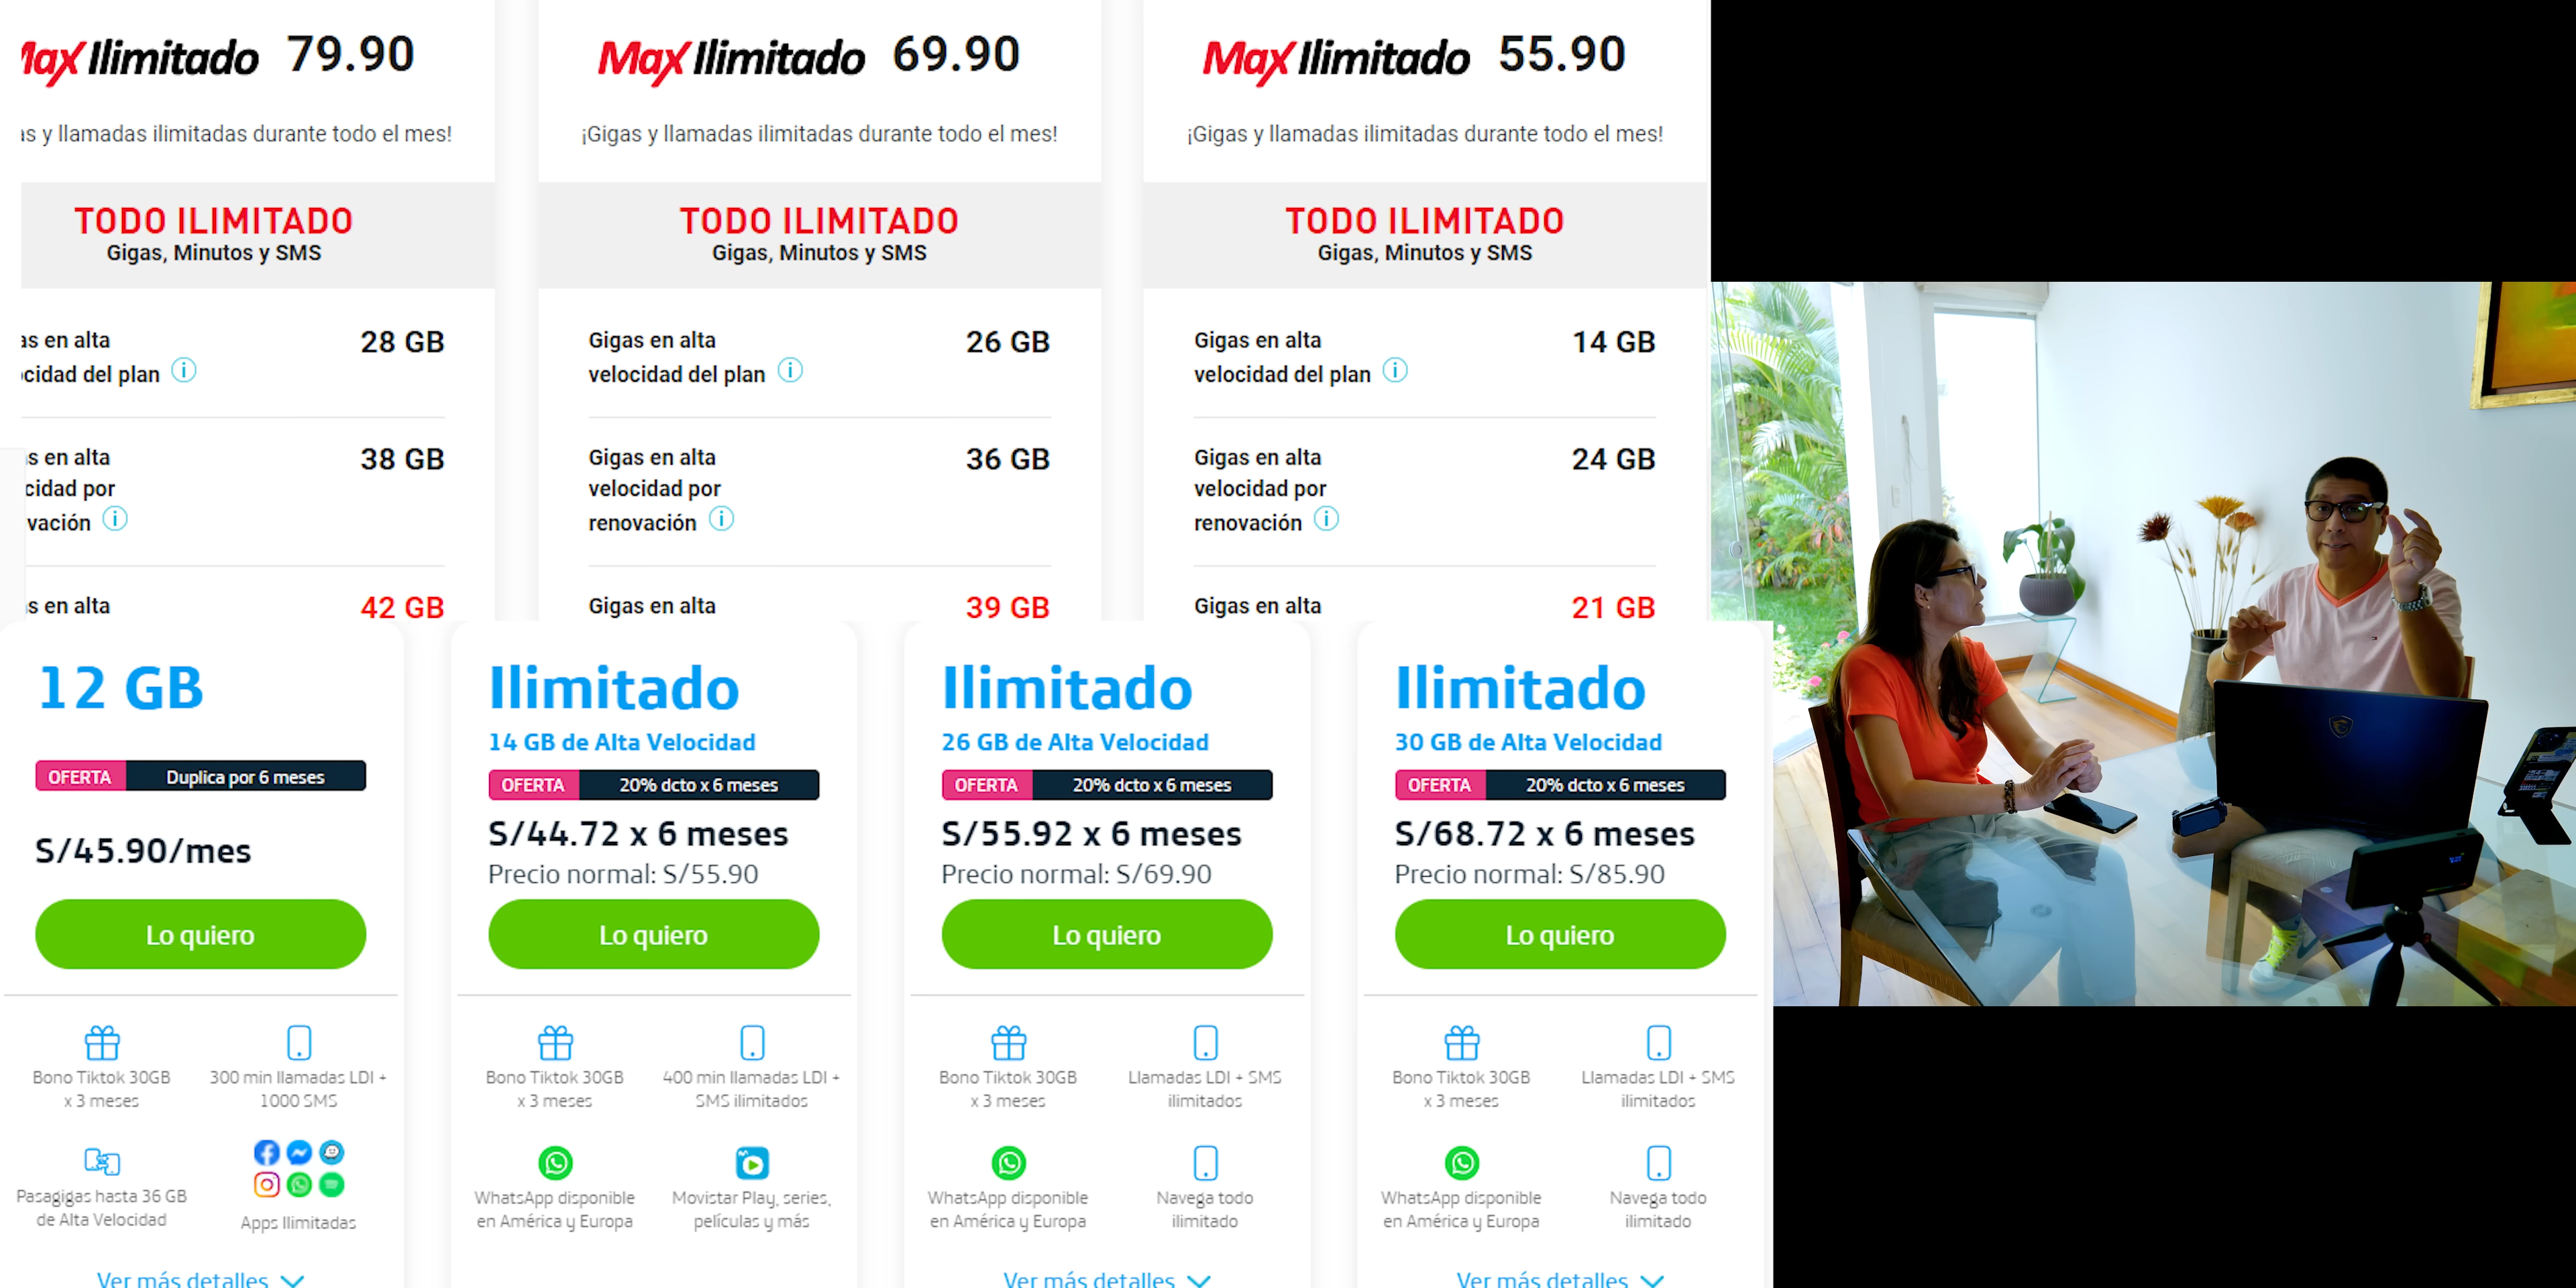 Max Ilimitado 79.90
y llamadas ilimitadas durante todo el mes!
TODO ILIMITADO
Gigas, Minutos y SMS
en alta
28 GB
del plan
en alta
38 GB
por
en alta
42 GB
Max Ilimitado 69.90
¡Gigas y llamadas ilimitadas durante todo el mes!
TODO ILIMITADO
Gigas, Minutos y SMS
Gigas en alta
26 GB
velocidad del plan
Gigas en alta
36 GB
velocidad por
renovación
Gigas en alta
39 GB
Max Ilimitado 55.90
¡Gigas y llamadas ilimitadas durante todo el mes!
TODO ILIMITADO
Gigas, Minutos y SMS
Gigas en alta
14 GB
velocidad del plan
Gigas en alta
24 GB
velocidad por
renovación
Gigas en alta
21 GB
12 GB
OFERTA Duplica por 6 meses
S/45.90/mes
Lo quiero
Bono Tiktok 30GB
x 3 meses
300 min llamadas LDI +
1000 SMS
Pasagigas hasta 36 GB
de Alta Velocidad
Apps Ilimitadas
Ver más detalles
Ilimitado
14 GB de Alta Velocidad
OFERTA 20% dcto x 6 meses
S/44.72 x 6 meses
Precio normal: S/55.90
Lo quiero
Bono Tiktok 30GB
x 3 meses
400 min llamadas LDI +
SMS ilimitados
WhatsApp disponible
en América y Europa
Movistar Play, series,
películas y más
Ilimitado
26 GB de Alta Velocidad
OFERTA 20% dcto x 6 meses
S/55.92 x 6 meses
Precio normal: S/69.90
Lo quiero
Bono Tiktok 30GB
x 3 meses
Llamadas LDI + SMS
ilimitados
WhatsApp disponible
en América y Europa
Navega todo
ilimitado
Ver más detalles
Ilimitado
30 GB de Alta Velocidad
OFERTA 20% dcto x 6 meses
S/68.72 x 6 meses
Precio normal: S/85.90
Lo quiero
Bono Tiktok 30GB
x 3 meses
Llamadas LDI + SMS
ilimitados
WhatsApp disponible
en América y Europa
Navega todo
ilimitado
Ver más detalles